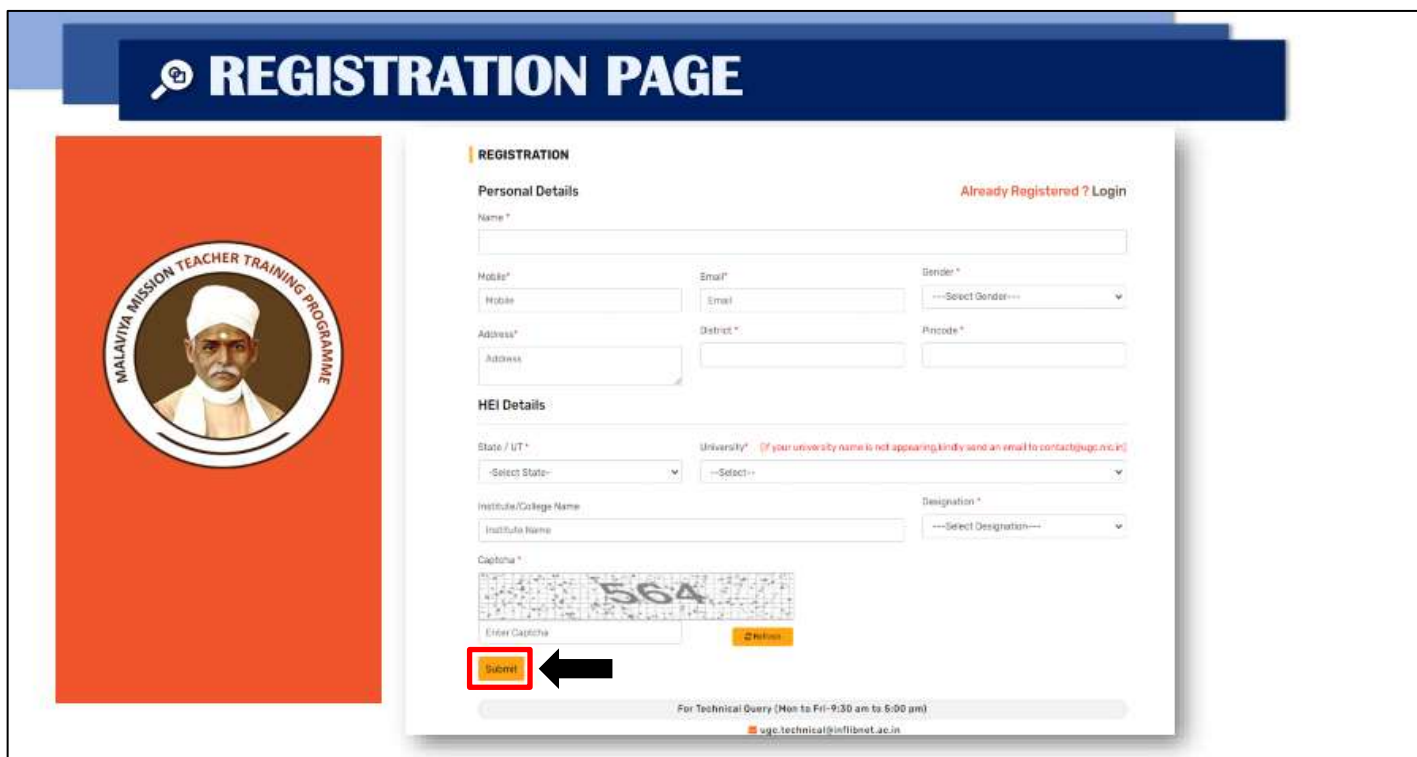 REGISTRATION PAGE
MALAVIYA MISSION TEACHER TRAINING PROGRAMME
REGISTRATION
Personal Details
Already Registered ? Login
Name *
Mobile*
Email*
Gender *
Mobile
Email
---Select Gender---
Address*
District *
Pincode *
Address
HEI Details
State / UT *
University* (If your university name is not appearing,kindly send an email to contact@ugc.nic.in)
-Select State-
--Select--
Institute/College Name
Designation *
Institute Name
---Select Designation---
Captcha *
564
Enter Captcha
Refresh
Submit
For Technical Query (Mon to Fri-9:30 am to 5:00 pm)
ugc.technical@inflibnet.ac.in